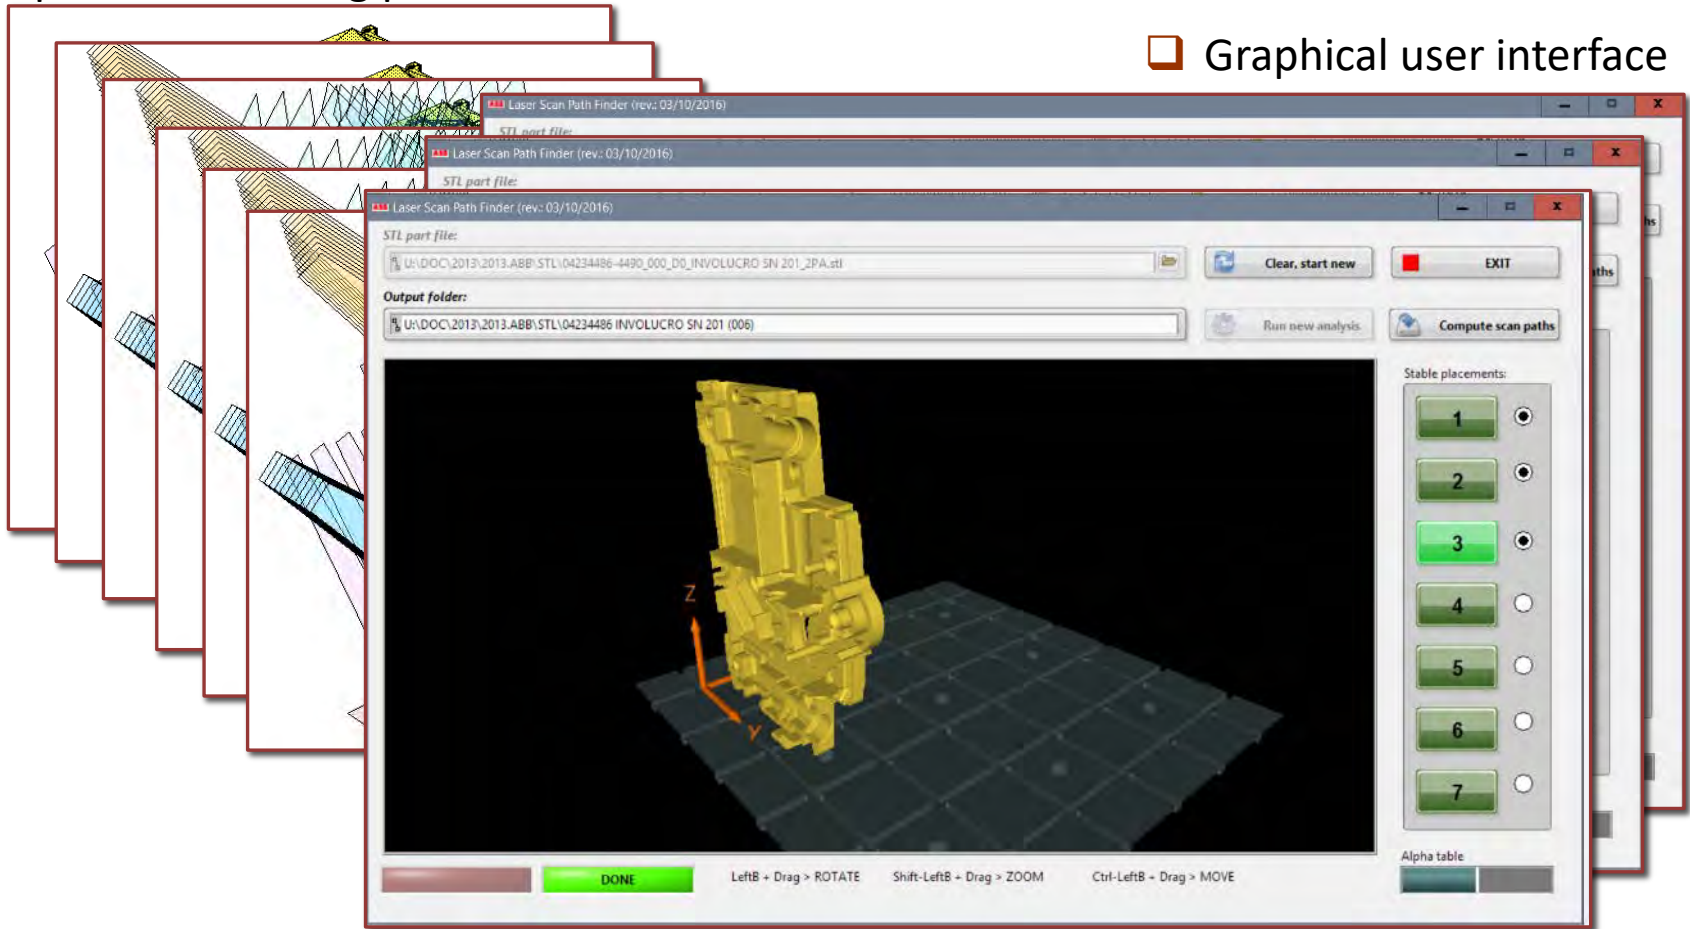 Graphical user interface
Laser Scan Path Finder (rev.: 03/10/2016)
STL part file:
Laser Scan Path Finder (rev.: 03/10/2016)
STL part file:
ABB Laser Scan Path Finder (rev.: 03/10/2016)
STL part file:
U:\DOC\2013\2013.ABB\STL\04234486-4490_000_D0_INVOLUCRO SN 201_2PA.stl
Clear, start new
EXIT
Output folder:
U:\DOC\2013\2013.ABB\STL\04234486 INVOLUCRO SN 201 (006)
Run new analysis
Compute scan paths
hs
ths
Stable placements:
1
2
3
4
5
6
7
Z
Y
Alpha table
DONE
LeftB + Drag > ROTATE
Shift-LeftB + Drag > ZOOM
Ctrl-LeftB + Drag > MOVE